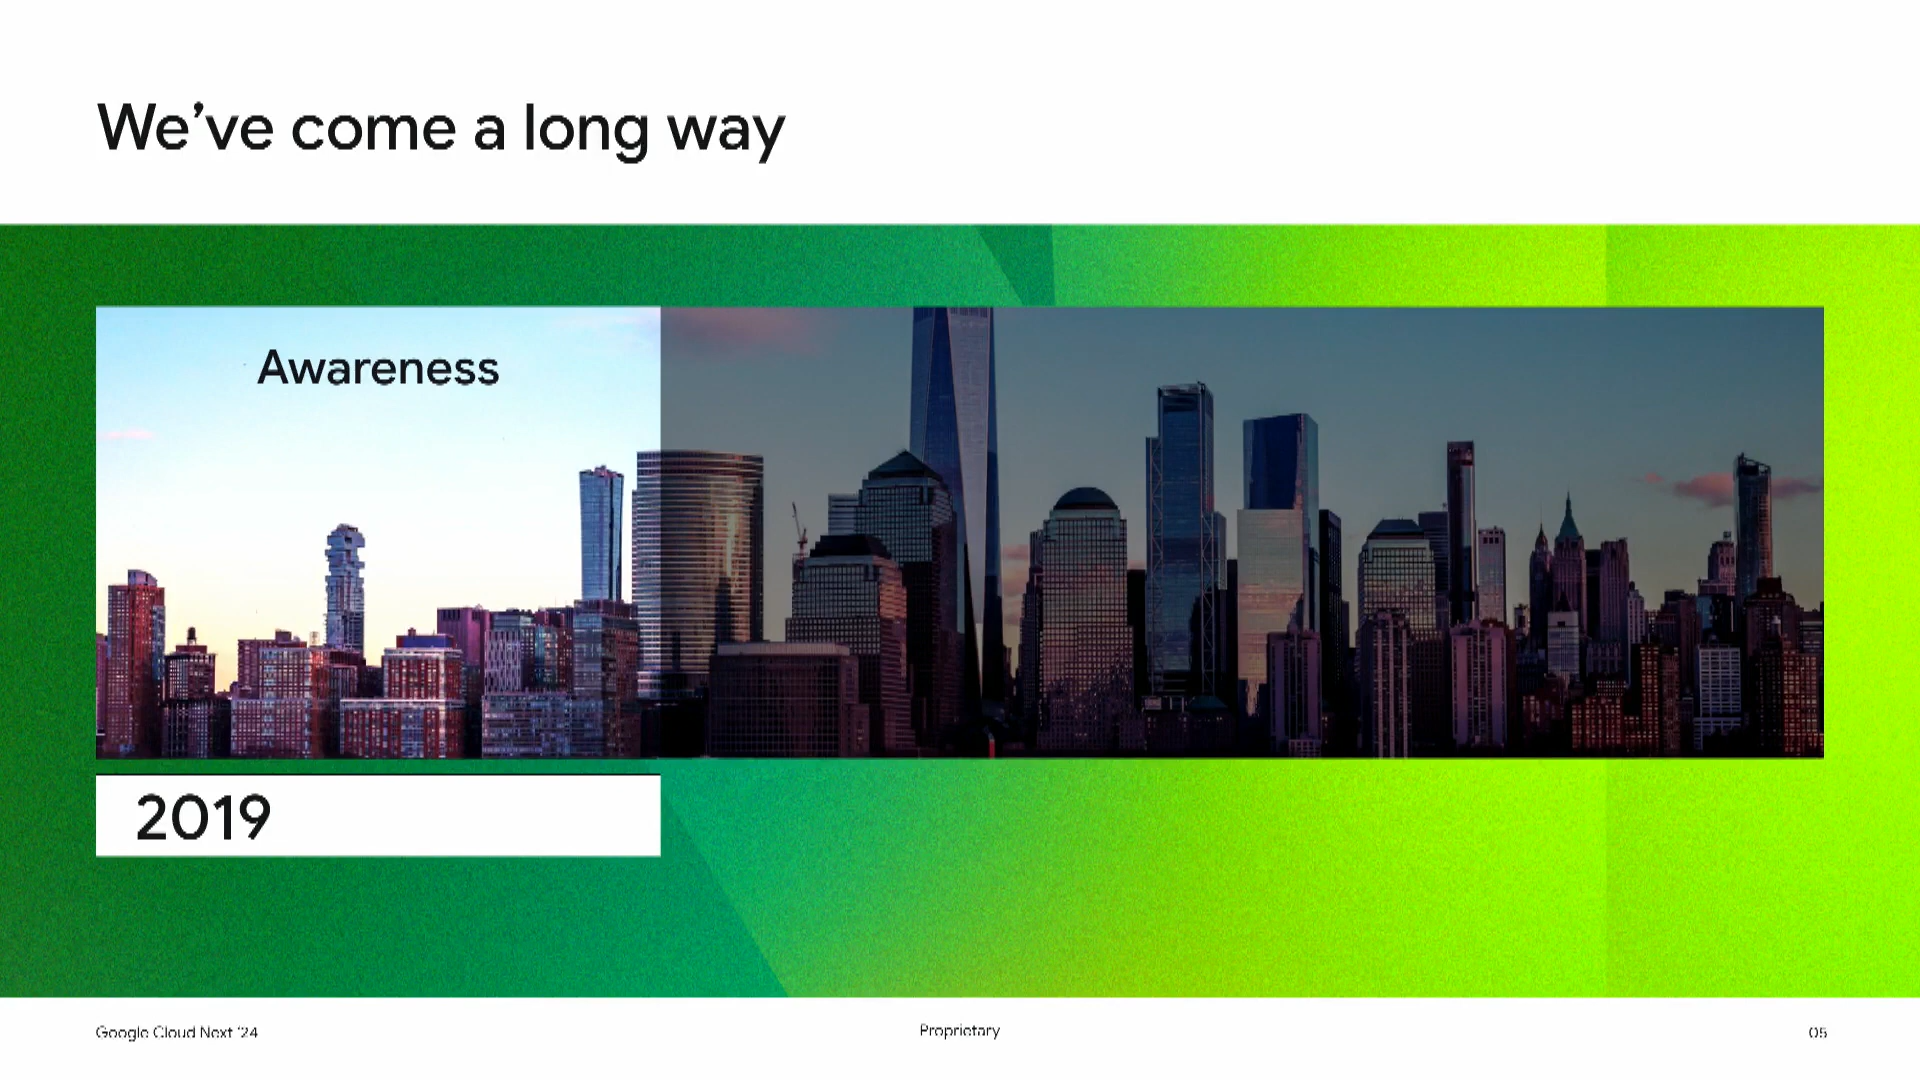 We’ve come a long way
Awareness
2019
Google Cloud Next ‘24
Proprietary
05